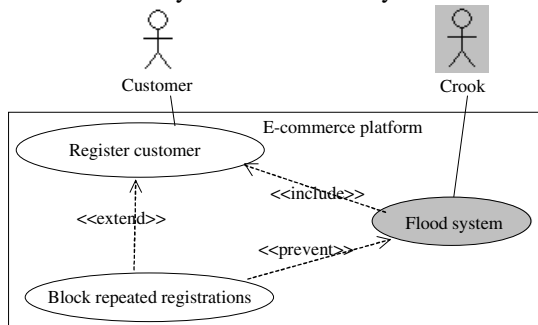 Customer
Crook
E-commerce platform
Register customer
<<include>>
<<extend>>
Flood system
<<prevent>>
Block repeated registrations